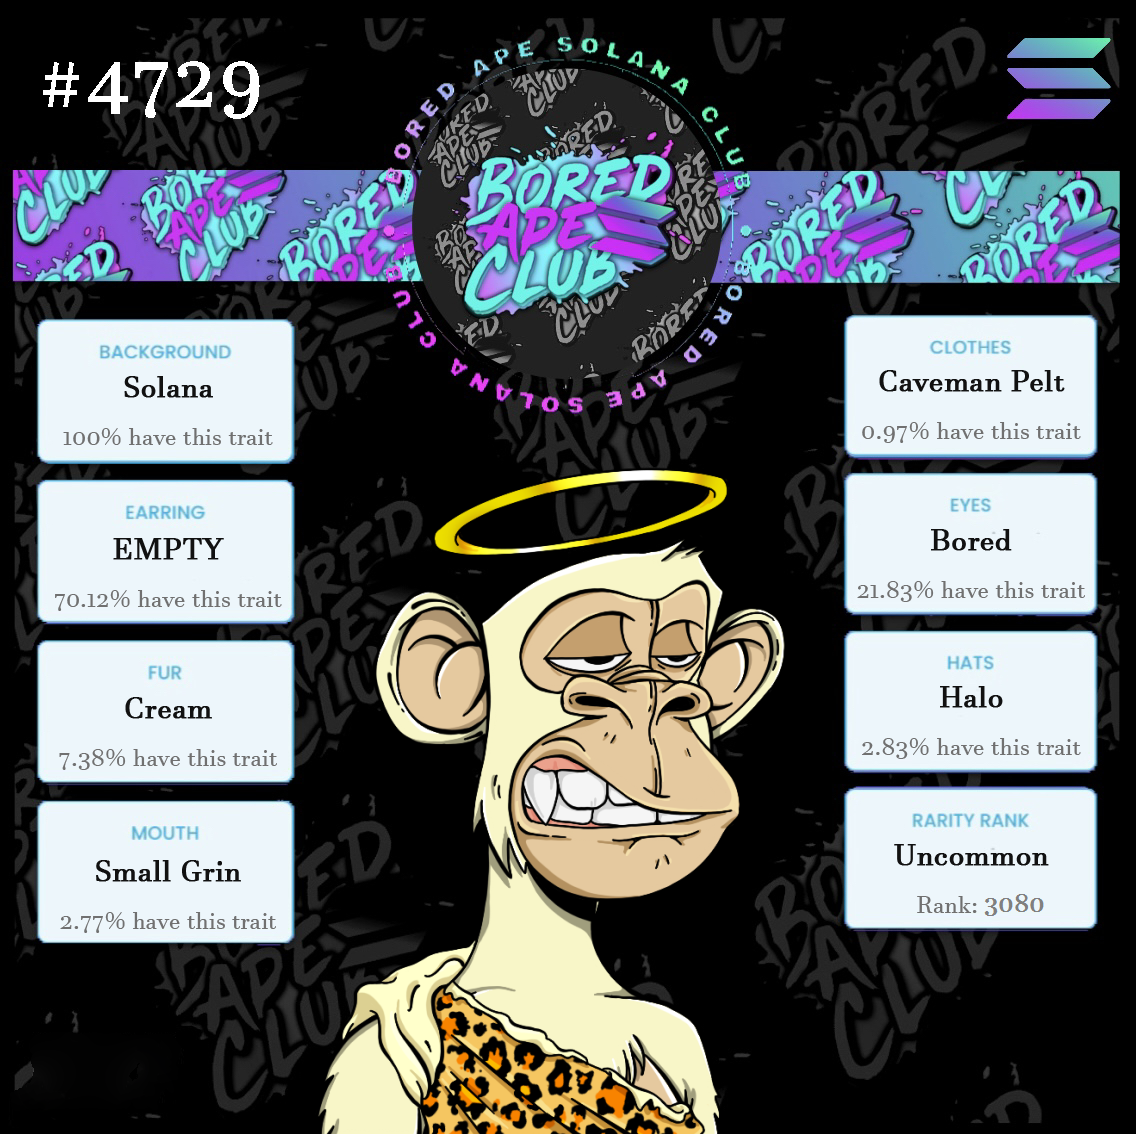 #4729
BORED APE SOLANA CLUB
BORED APE SOLANA CLUB
BORED
APE
CLUB
BACKGROUND
Solana
100% have this trait
EARRING
EMPTY
70.12% have this trait
FUR
Cream
7.38% have this trait
MOUTH
Small Grin
2.77% have this trait
CLOTHES
Caveman Pelt
0.97% have this trait
EYES
Bored
21.83% have this trait
HATS
Halo
2.83% have this trait
RARITY RANK
Uncommon
Rank: 3080